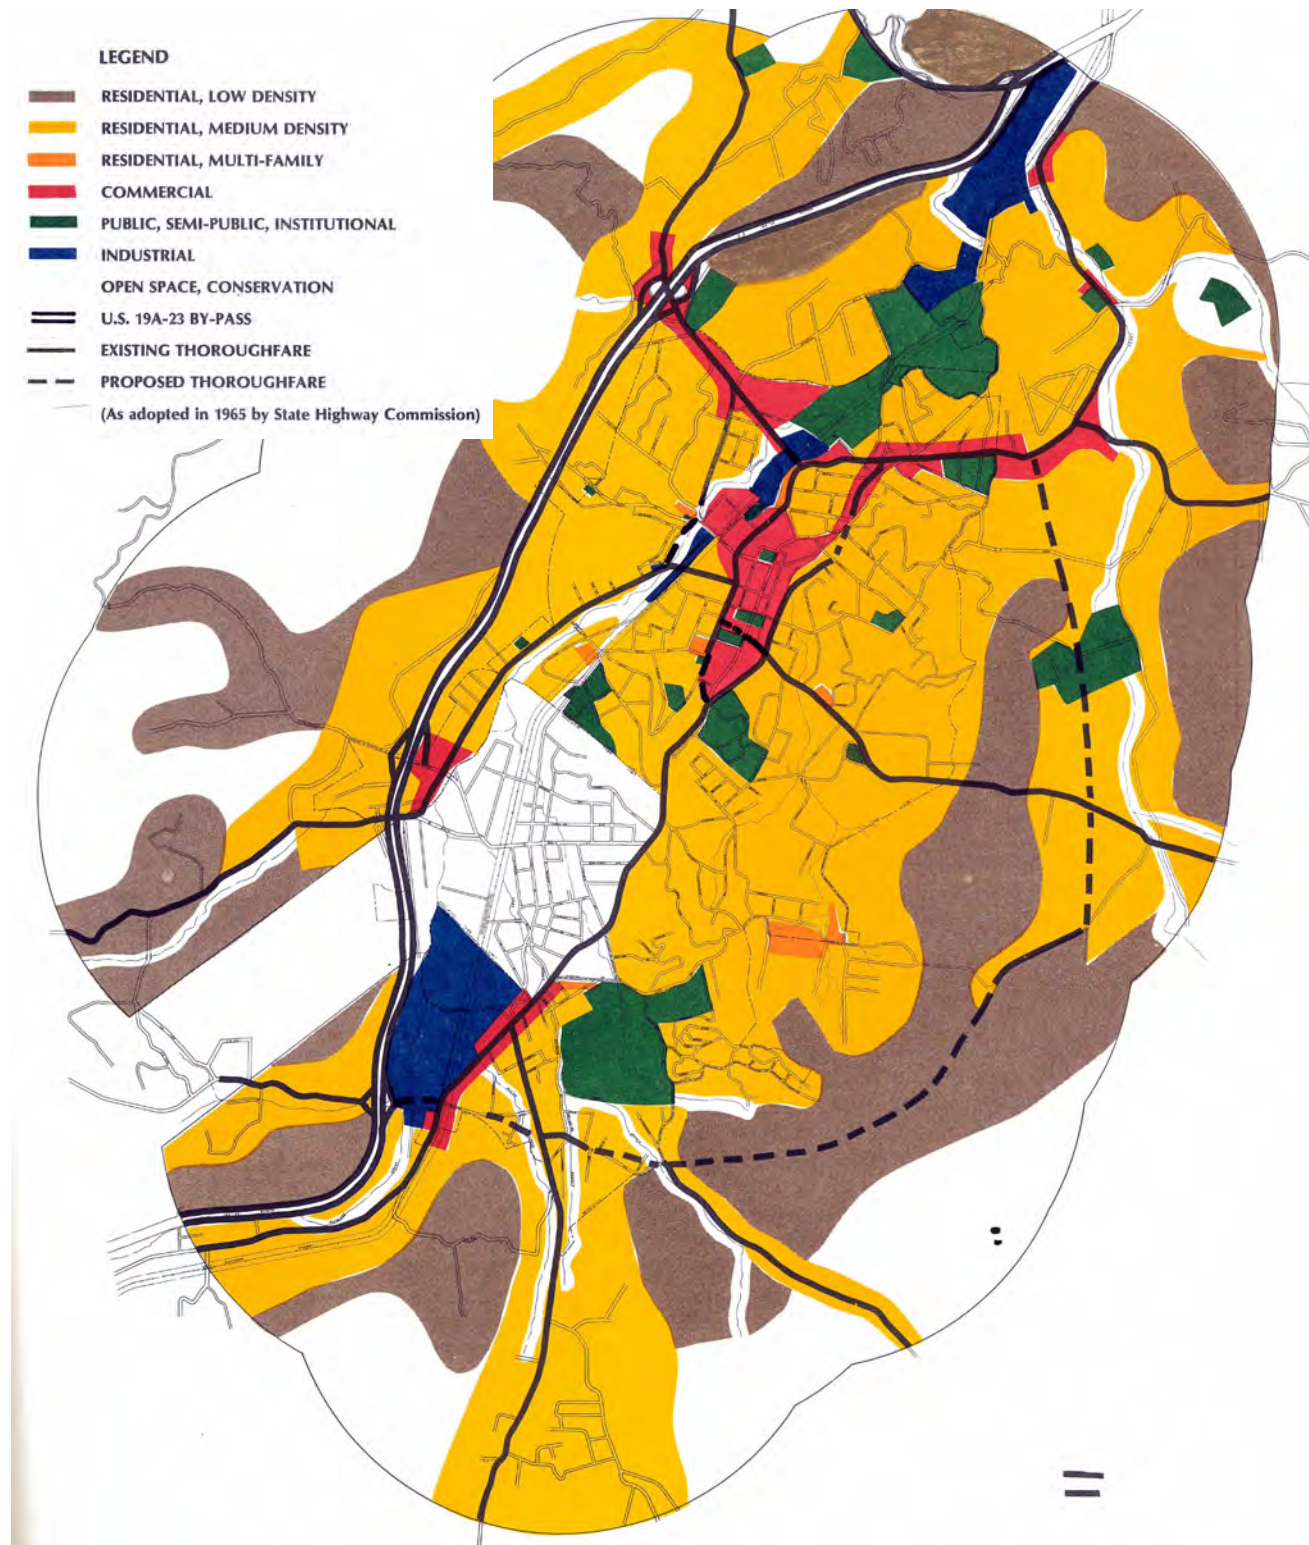 LEGEND
RESIDENTIAL, LOW DENSITY
RESIDENTIAL, MEDIUM DENSITY
RESIDENTIAL, MULTI-FAMILY
COMMERCIAL
PUBLIC, SEMI-PUBLIC, INSTITUTIONAL
INDUSTRIAL
OPEN SPACE, CONSERVATION
U.S. 19A-23 BY-PASS
EXISTING THOROUGHFARE
PROPOSED THOROUGHFARE
(As adopted in 1965 by State Highway Commission)